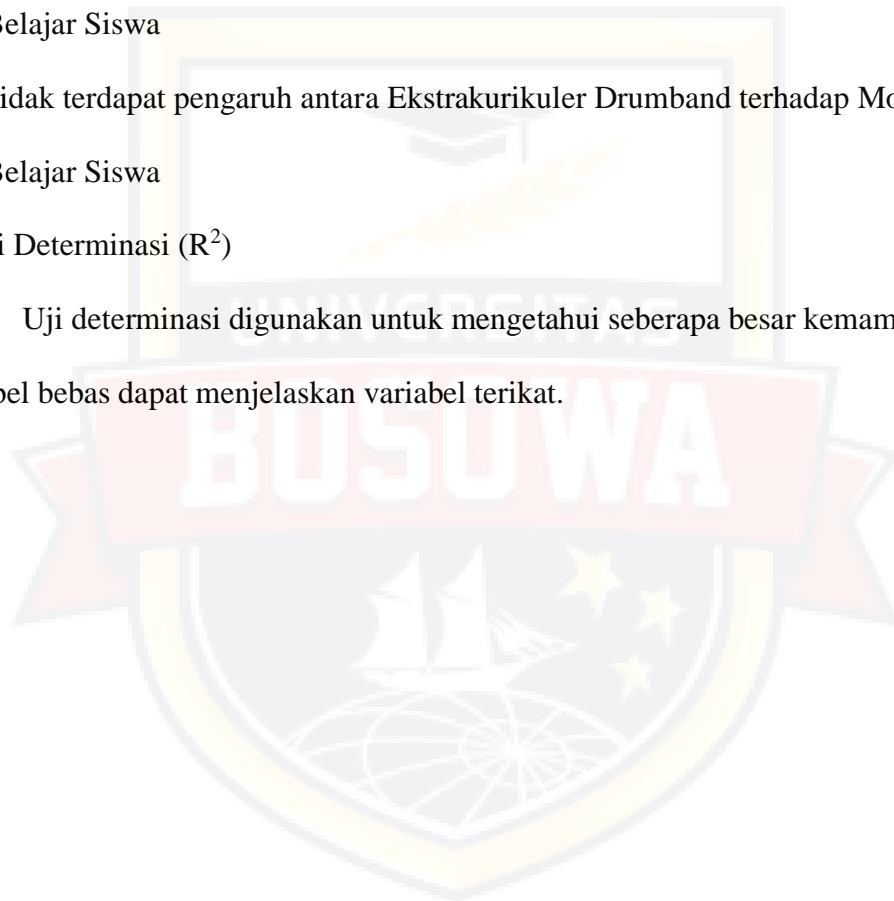 Belajar Siswa
idak terdapat pengaruh antara Ekstrakurikuler Drumband terhadap Mo
Belajar Siswa
i Determinasi (R²)
Uji determinasi digunakan untuk mengetahui seberapa besar kemam
UNIVERSITAS
bel bebas dapat menjelaskan variabel terikat.
BOSOWA